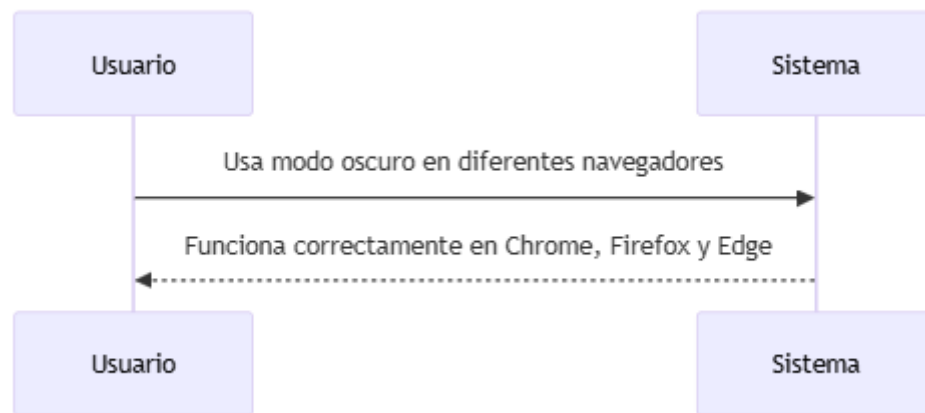 Usuario
Sistema
Usa modo oscuro en diferentes navegadores
Funciona correctamente en Chrome, Firefox y Edge
Usuario
Sistema